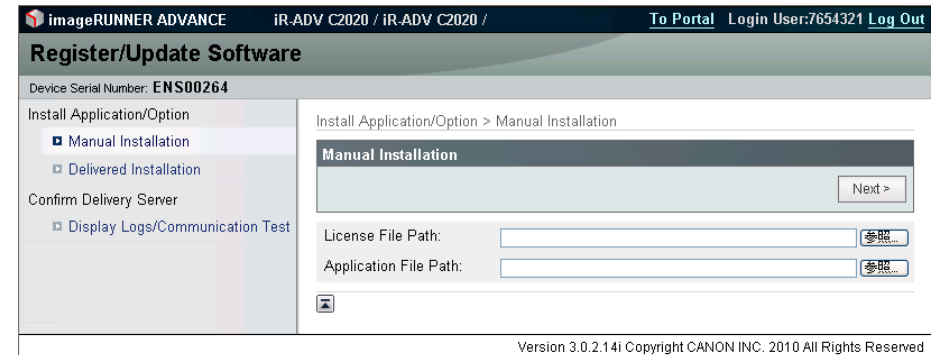 imageRUNNER ADVANCE iR-ADV C2020 / iR-ADV C2020 / To Portal Login User:7654321 Log Out
Register/Update Software
Device Serial Number: ENS00264
Install Application/Option
Manual Installation
Delivered Installation
Confirm Delivery Server
Display Logs/Communication Test
Install Application/Option > Manual Installation
Manual Installation
Next >
License File Path: 参照...
Application File Path: 参照...
Version 3.0.2.14i Copyright CANON INC. 2010 All Rights Reserved